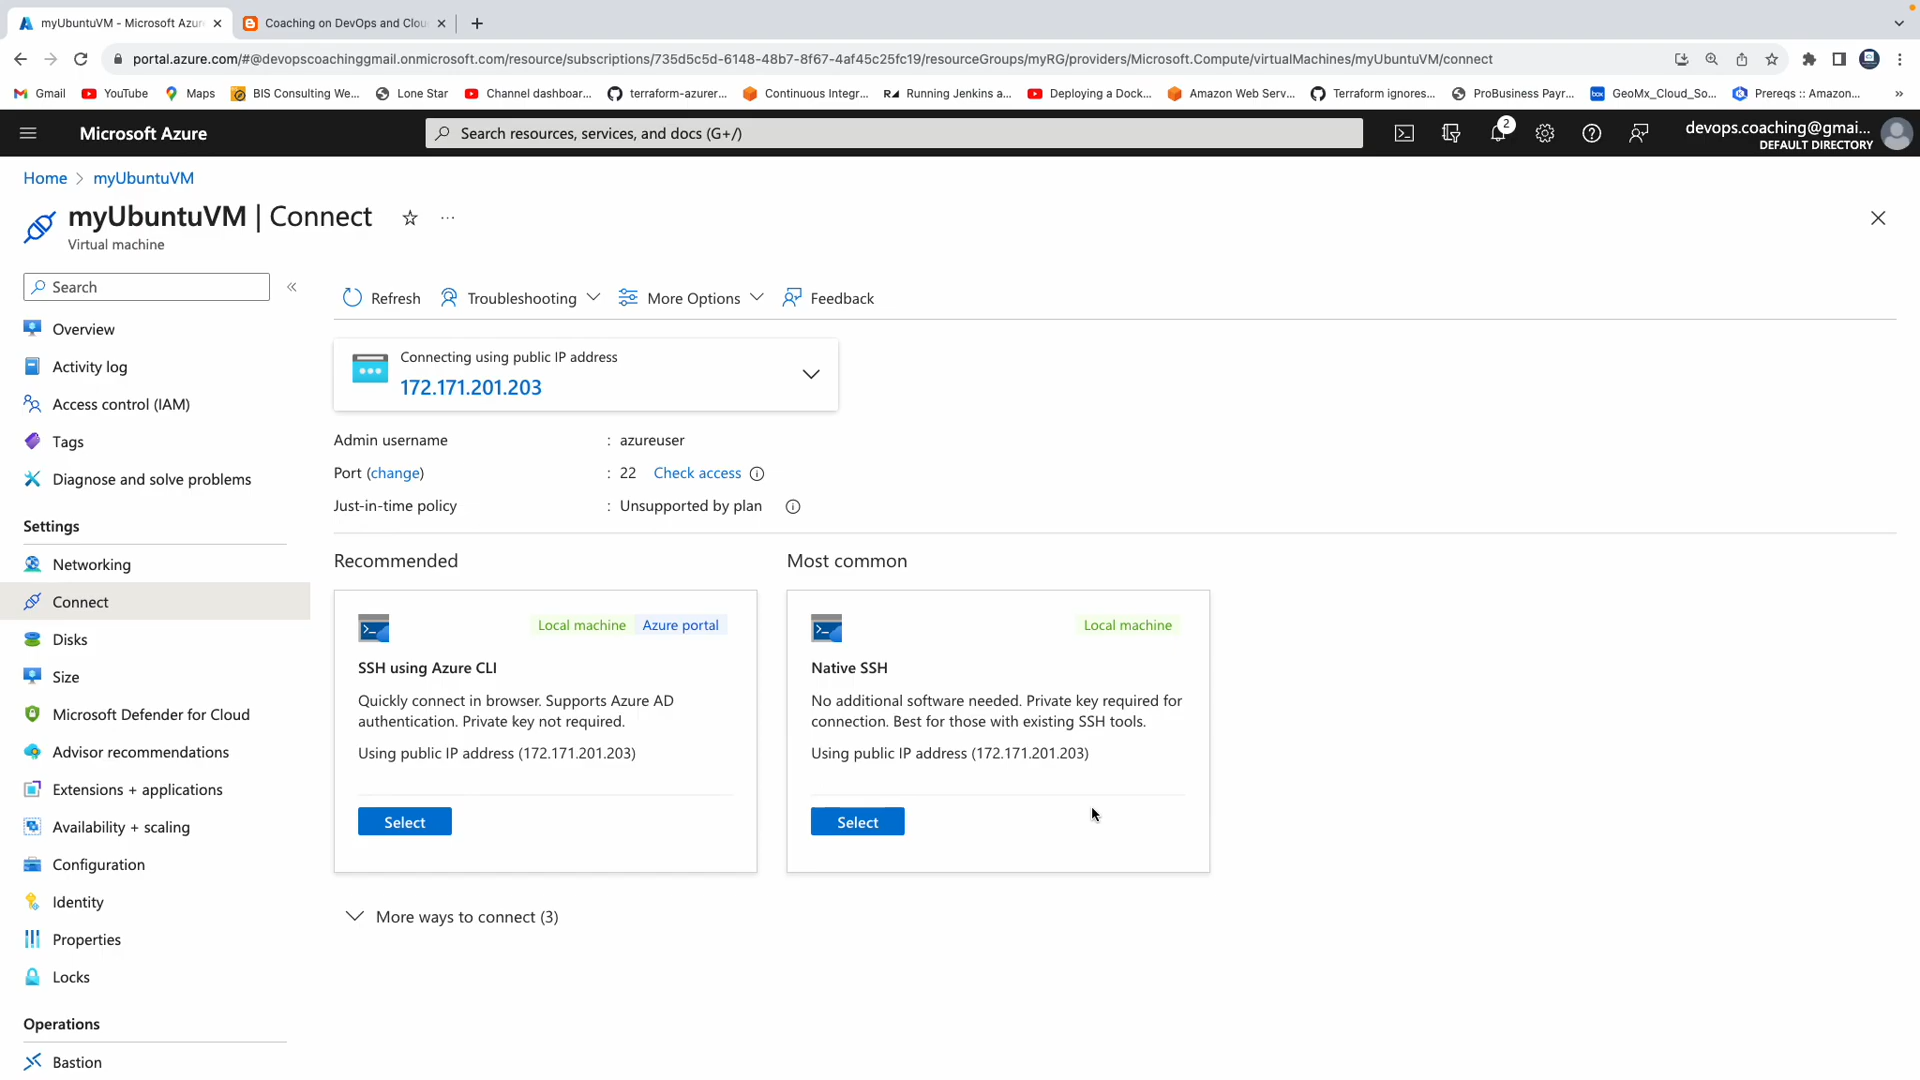 myUbuntuVM - Microsoft Azur
Coaching on DevOps and Clou
portal.azure.com/#@devopscoachinggmail.onmicrosoft.com/resource/subscriptions/735d5c5d-6148-48b7-8f67-4af45c25fc19/resourceGroups/myRG/providers/Microsoft.Compute/virtualMachines/myUbuntuVM/connect
Gmail YouTube Maps BIS Consulting We... Lone Star Channel dashboar... terraform-azurer... Continuous Integr... Running Jenkins a... Deploying a Dock... Amazon Web Serv... Terraform ignores... ProBusiness Payr... GeoMx_Cloud_So... Prereqs :: Amazon... »
Microsoft Azure
Search resources, services, and docs (G+/)
2
devops.coaching@gmai...
DEFAULT DIRECTORY
Home > myUbuntuVM
myUbuntuVM | Connect
Virtual machine
Search
Refresh Troubleshooting More Options Feedback
Overview
Activity log
Access control (IAM)
Tags
Diagnose and solve problems
Settings
Networking
Connect
Disks
Size
Microsoft Defender for Cloud
Advisor recommendations
Extensions + applications
Availability + scaling
Configuration
Identity
Properties
Locks
Operations
Bastion
Connecting using public IP address
172.171.201.203
Admin username : azureuser
Port (change) : 22 Check access
Just-in-time policy : Unsupported by plan
Recommended
Local machine Azure portal
SSH using Azure CLI
Quickly connect in browser. Supports Azure AD
authentication. Private key not required.
Using public IP address (172.171.201.203)
Select
Most common
Local machine
Native SSH
No additional software needed. Private key required for
connection. Best for those with existing SSH tools.
Using public IP address (172.171.201.203)
Select
More ways to connect (3)